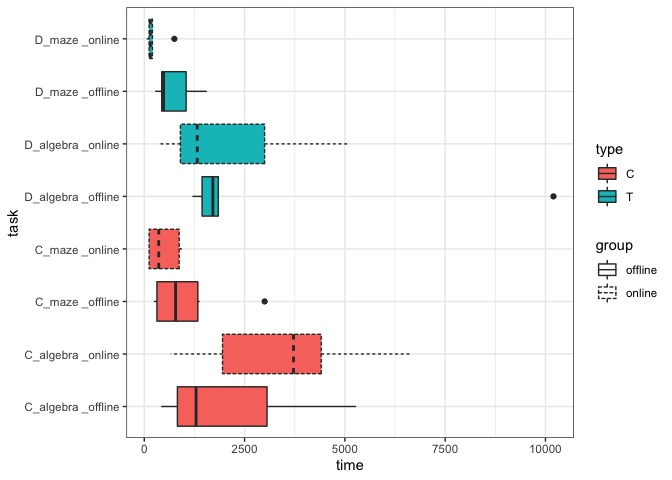 D_maze _online
D_maze _offline
D_algebra _online
D_algebra _offline
C_maze _online
C_maze _offline
C_algebra _online
C_algebra _offline
task
0 2500 5000 7500 10000
time
type
C
T
group
offline
online